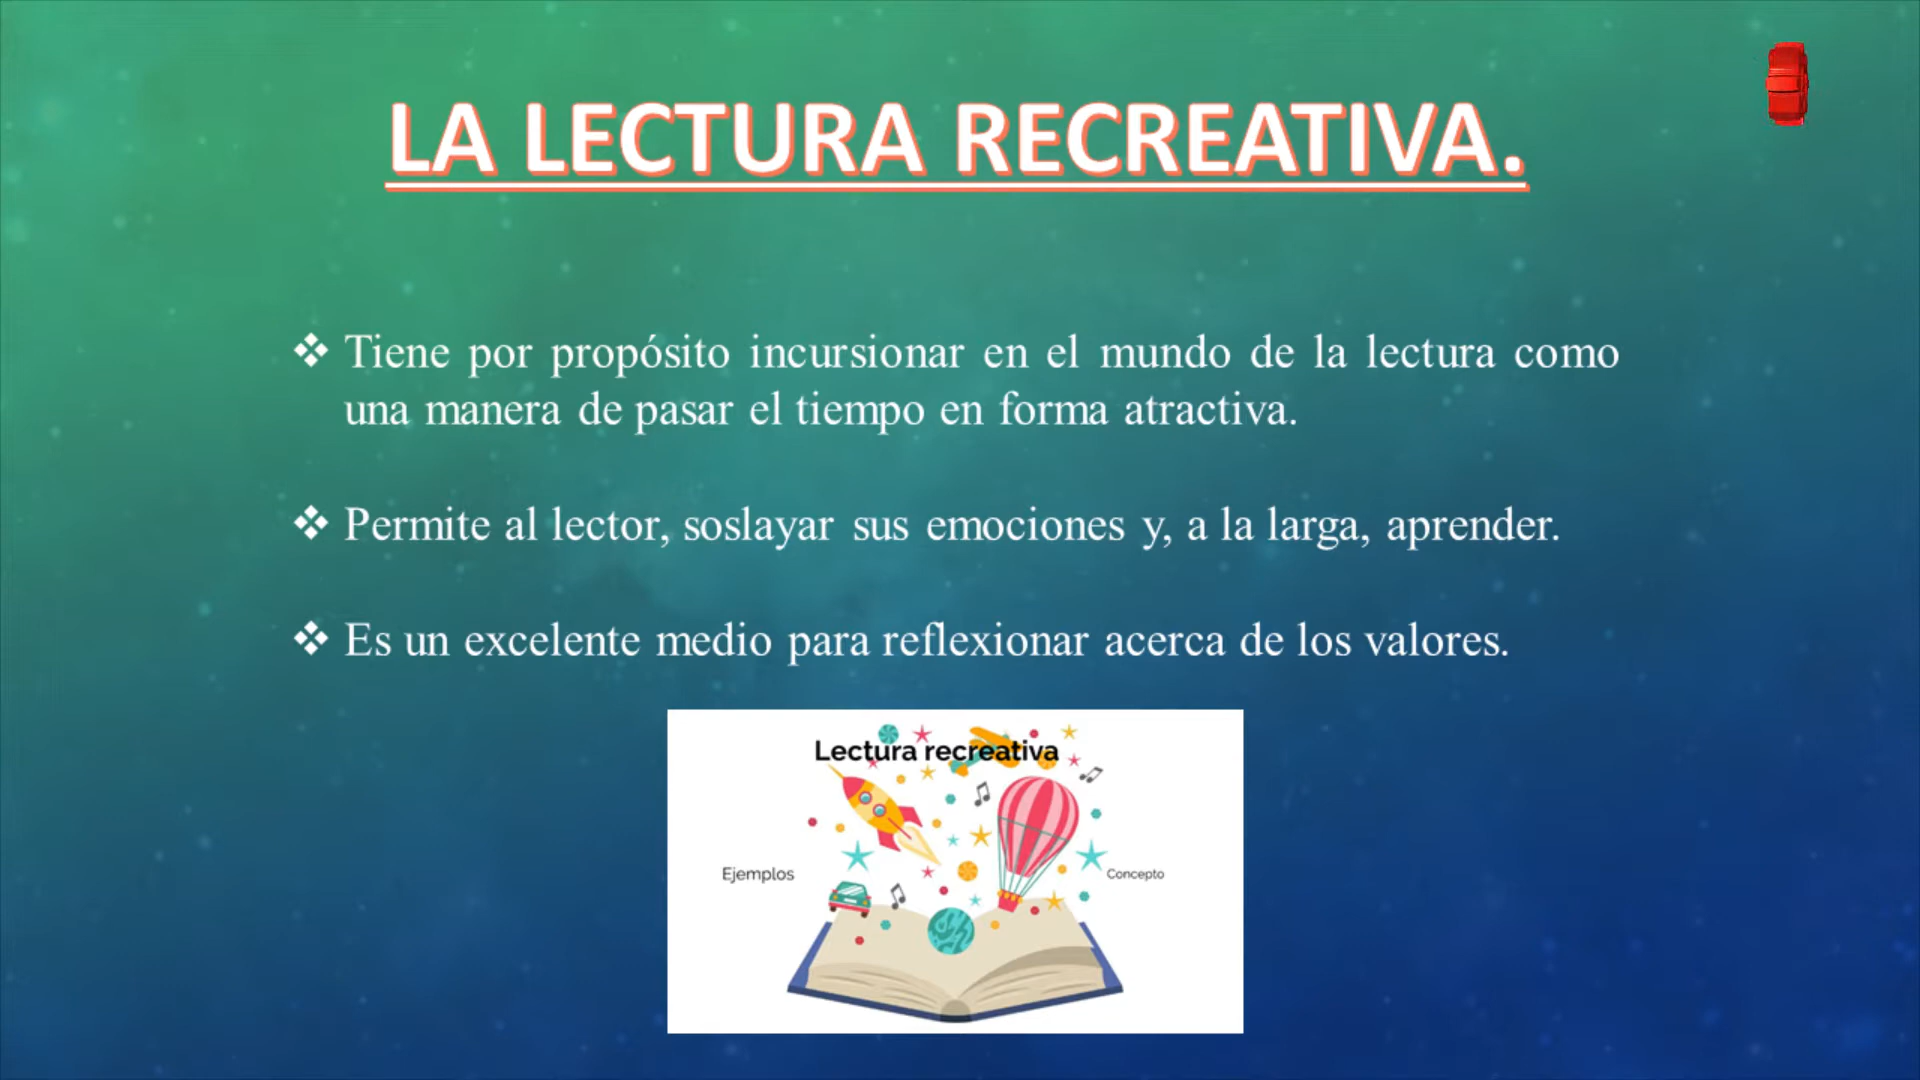 LA LECTURA RECREATIVA.
❖ Tiene por propósito incursionar en el mundo de la lectura como
una manera de pasar el tiempo en forma atractiva.
❖ Permite al lector, soslayar sus emociones y, a la larga, aprender.
❖ Es un excelente medio para reflexionar acerca de los valores.
Lectura recreativa
Ejemplos
Concepto